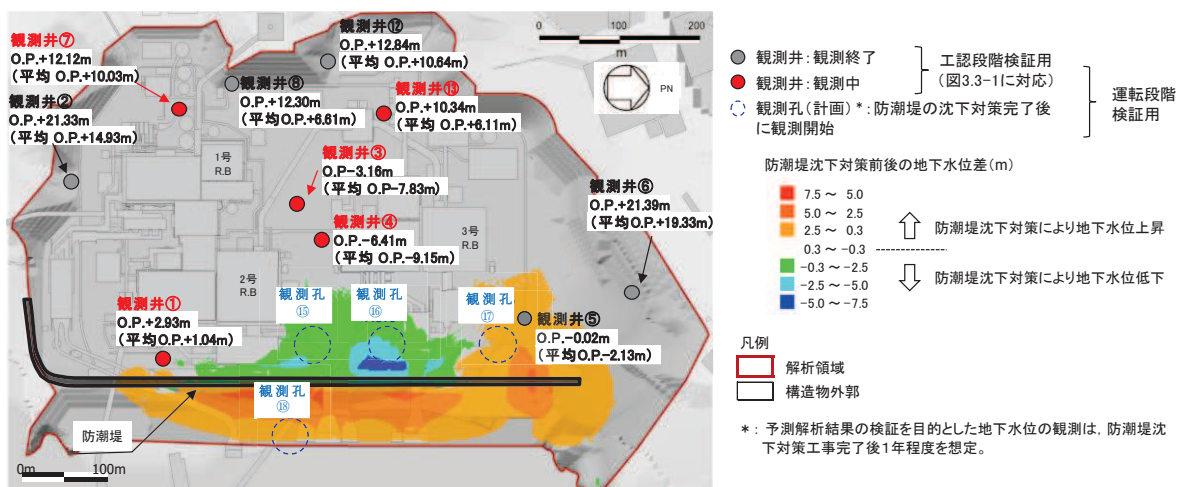 観測井⑦
O.P.+12.12m
(平均 O.P.+10.03m)
観測井②
O.P.+21.33m
(平均 O.P.+14.93m)
観測井⑫
O.P.+12.84m
(平均 O.P.+10.64m)
観測井⑧
O.P.+12.30m
(平均O.P.+6.61m)
観測井⑬
O.P.+10.34m
(平均O.P.+6.11m)
観測井③
O.P-3.16m
(平均 O.P-7.83m)
観測井④
O.P.-6.41m
(平均 O.P-9.15m)
観測井⑥
O.P.+21.39m
(平均O.P.+19.33m)
観測井①
O.P.+2.93m
(平均O.P.+1.04m)
観測井⑤
O.P.-0.02m
(平均O.P.-2.13m)
1号
R.B
2号
R.B
3号
R.B
観測孔
⑮
観測孔
⑯
観測孔
⑰
観測孔
⑱
防潮堤
0m 100m
0 100 200
m
PN
観測井:観測終了
観測井:観測中
観測孔(計画)*:防潮堤の沈下対策完了後
に観測開始
工認段階検証用
(図3.3-1に対応)
運転段階
検証用
防潮堤沈下対策前後の地下水位差(m)
7.5 ~ 5.0
5.0 ~ 2.5
2.5 ~ 0.3
0.3 ~ -0.3
-0.3 ~ -2.5
-2.5 ~ -5.0
-5.0 ~ -7.5
防潮堤沈下対策により地下水位上昇
防潮堤沈下対策により地下水位低下
凡例
解析領域
構造物外郭
*: 予測解析結果の検証を目的とした地下水位の観測は,防潮堤沈
下対策工事完了後1年程度を想定。